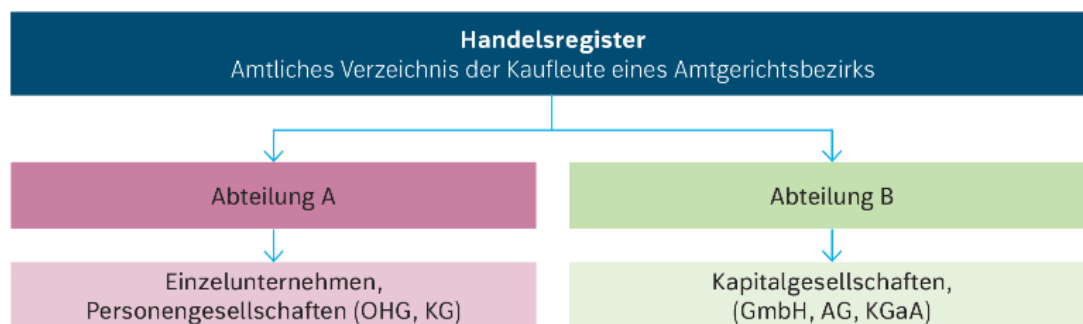 Handelsregister
Amtliches Verzeichnis der Kaufleute eines Amtgerichtsbezirks
Abteilung A
Abteilung B
Einzelunternehmen,
Personengesellschaften (OHG, KG)
Kapitalgesellschaften,
(GmbH, AG, KGaA)